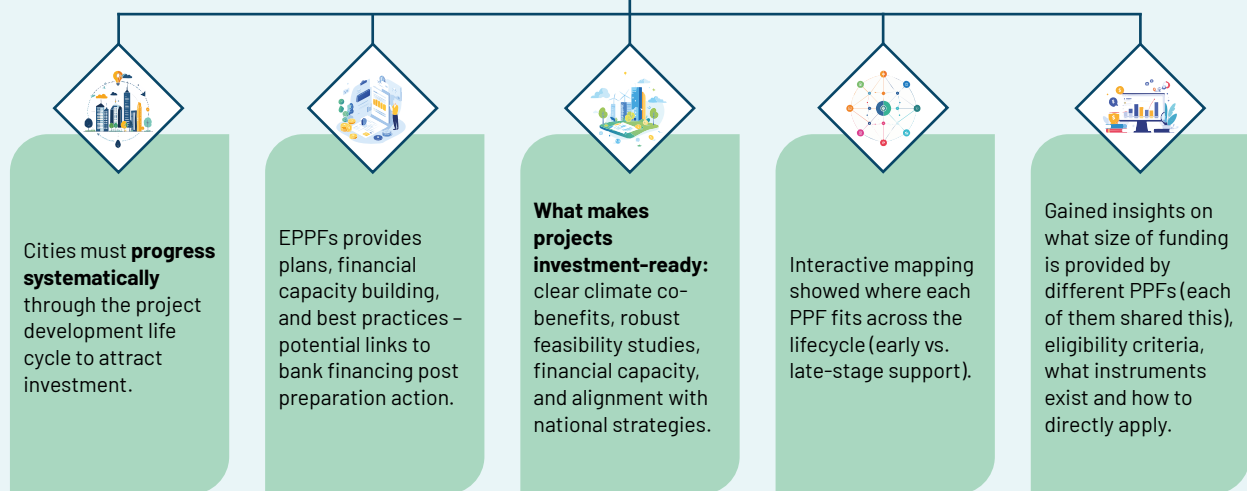 Cities must progress
systematically
through the project
development life
cycle to attract
investment.
EPPFs provides
plans, financial
capacity building,
and best practices –
potential links to
bank financing post
preparation action.
What makes
projects
investment-ready:
clear climate co-
benefits, robust
feasibility studies,
financial capacity,
and alignment with
national strategies.
Interactive mapping
showed where each
PPF fits across the
lifecycle (early vs.
late-stage support).
Gained insights on
what size of funding
is provided by
different PPFs (each
of them shared this),
eligibility criteria,
what instruments
exist and how to
directly apply.